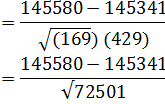 = 145580 − 145341 / √(169) (429)
= 145580 − 145341 / √72501